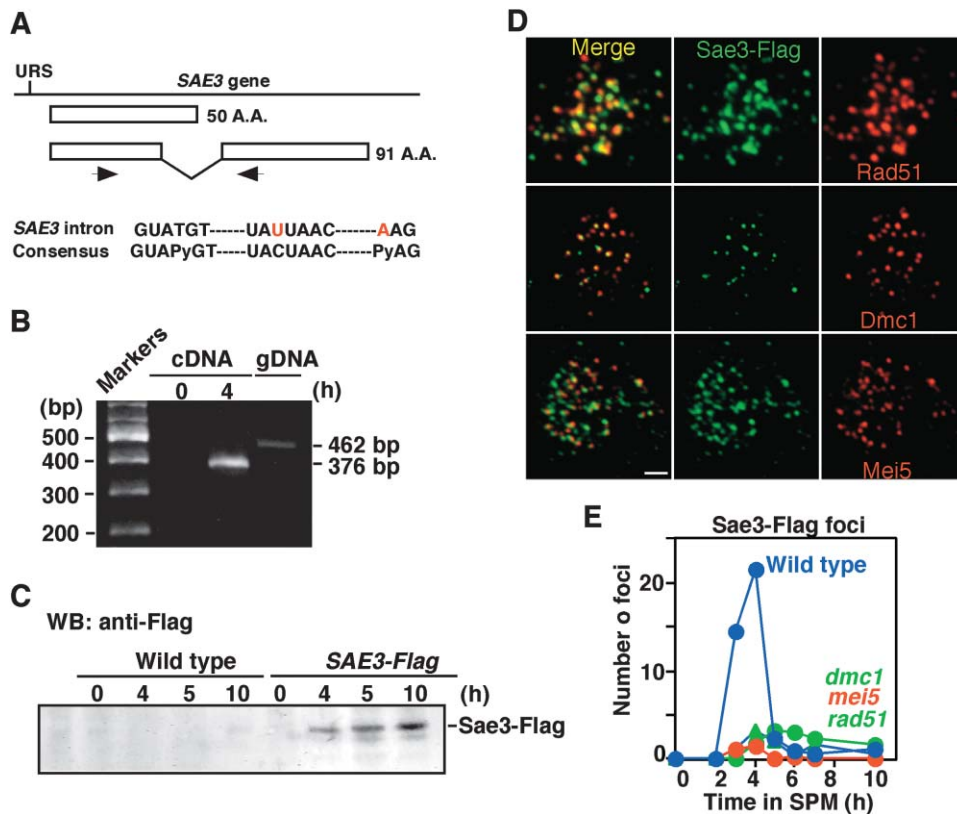 A
URS
SAE3 gene
50 A.A.
91 A.A.
SAE3 intron GUATGT------UAUUAAC-------AAG
Consensus GUAPyGT-----UACUAAC-----PyAG
B
Markers
cDNA gDNA
0 4 (h)
(bp)
500
400
300
200
462 bp
376 bp
C
WB: anti-Flag
Wild type SAE3-Flag
0 4 5 10 0 4 5 10 (h)
Sae3-Flag
D
Merge Sae3-Flag
Rad51
Dmc1
Mei5
E
Sae3-Flag foci
Number o foci
20
10
0
Wild type
dmc1
mei5
rad51
0 2 4 6 8 10
Time in SPM (h)